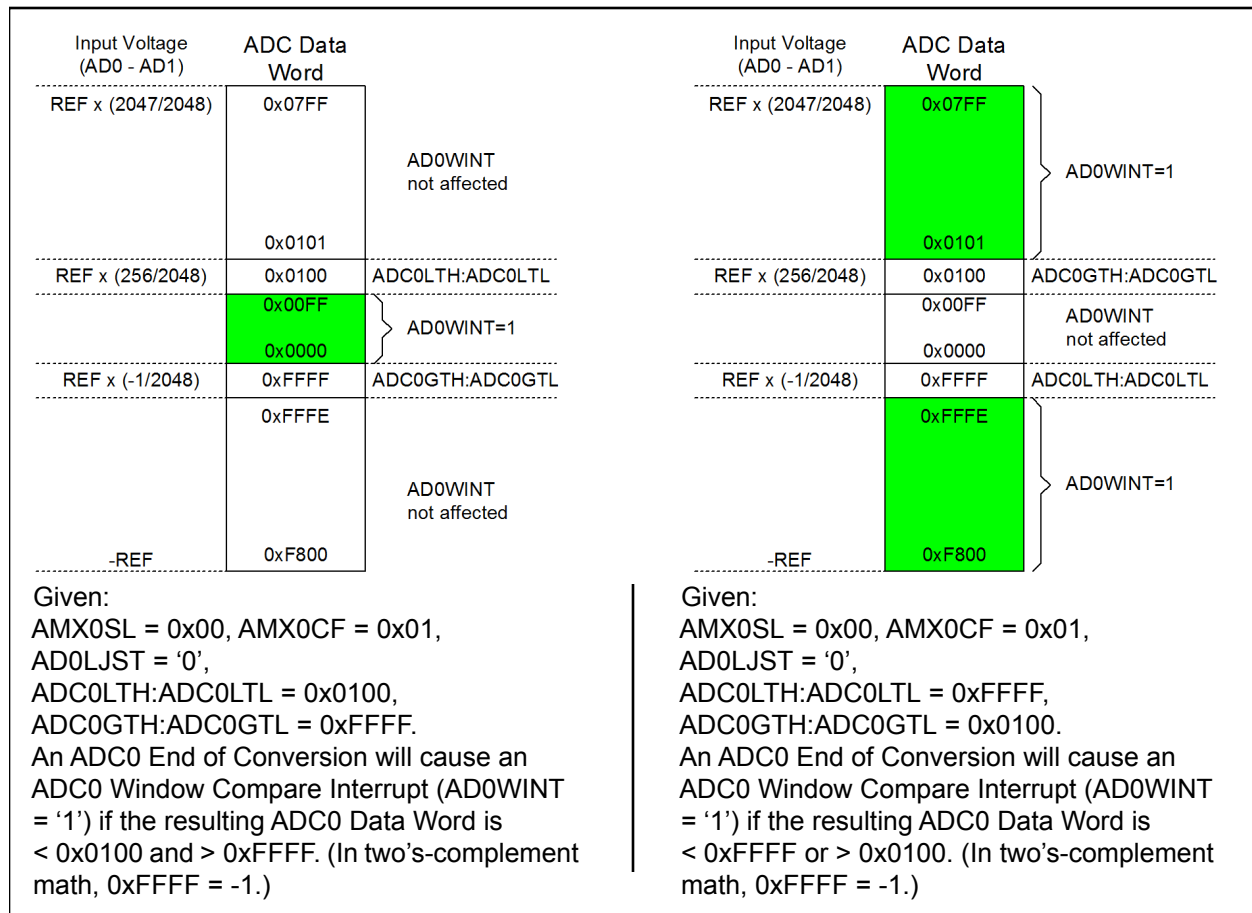 Input Voltage
(AD0 - AD1)
ADC Data
Word
REF x (2047/2048)
0x07FF
AD0WINT
not affected
0x0101
REF x (256/2048)
0x0100
ADC0LTH:ADC0LTL
0x00FF
AD0WINT=1
0x0000
REF x (-1/2048)
0xFFFF
ADC0GTH:ADC0GTL
0xFFFE
AD0WINT
not affected
-REF
0xF800
Given:
AMX0SL = 0x00, AMX0CF = 0x01,
AD0LJST = ‘0’,
ADC0LTH:ADC0LTL = 0x0100,
ADC0GTH:ADC0GTL = 0xFFFF.
An ADC0 End of Conversion will cause an
ADC0 Window Compare Interrupt (AD0WINT
= ‘1’) if the resulting ADC0 Data Word is
< 0x0100 and > 0xFFFF. (In two’s-complement
math, 0xFFFF = -1.)
Input Voltage
(AD0 - AD1)
ADC Data
Word
REF x (2047/2048)
0x07FF
AD0WINT=1
0x0101
REF x (256/2048)
0x0100
ADC0GTH:ADC0GTL
0x00FF
AD0WINT
not affected
0x0000
REF x (-1/2048)
0xFFFF
ADC0LTH:ADC0LTL
0xFFFE
AD0WINT=1
-REF
0xF800
Given:
AMX0SL = 0x00, AMX0CF = 0x01,
AD0LJST = ‘0’,
ADC0LTH:ADC0LTL = 0xFFFF,
ADC0GTH:ADC0GTL = 0x0100.
An ADC0 End of Conversion will cause an
ADC0 Window Compare Interrupt (AD0WINT
= ‘1’) if the resulting ADC0 Data Word is
< 0xFFFF or > 0x0100. (In two’s-complement
math, 0xFFFF = -1.)